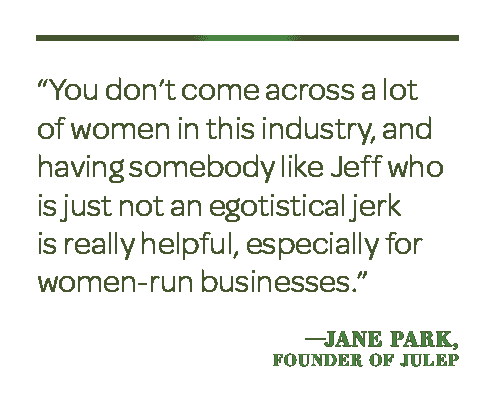 “You don’t come across a lot
of women in this industry, and
having somebody like Jeff who
is just not an egotistical jerk
is really helpful, especially for
women-run businesses.”
—JANE PARK,
FOUNDER OF JULEP